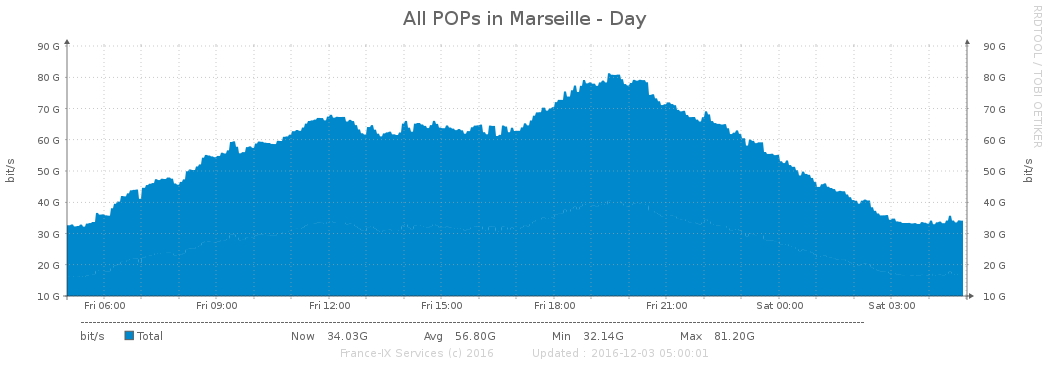 All POPs in Marseille - Day
RRDTOOL / TOBI OETIKER
90 G 90 G
80 G 80 G
70 G 70 G
60 G 60 G
50 G 50 G
40 G 40 G
30 G 30 G
20 G 20 G
10 G 10 G
bit/s bit/s
Fri 06:00 Fri 09:00 Fri 12:00 Fri 15:00 Fri 18:00 Fri 21:00 Sat 00:00 Sat 03:00
bit/s Total Now 34.03G Avg 56.80G Min 32.14G Max 81.20G
France-IX Services (c) 2016 Updated : 2016-12-03 05:00:01